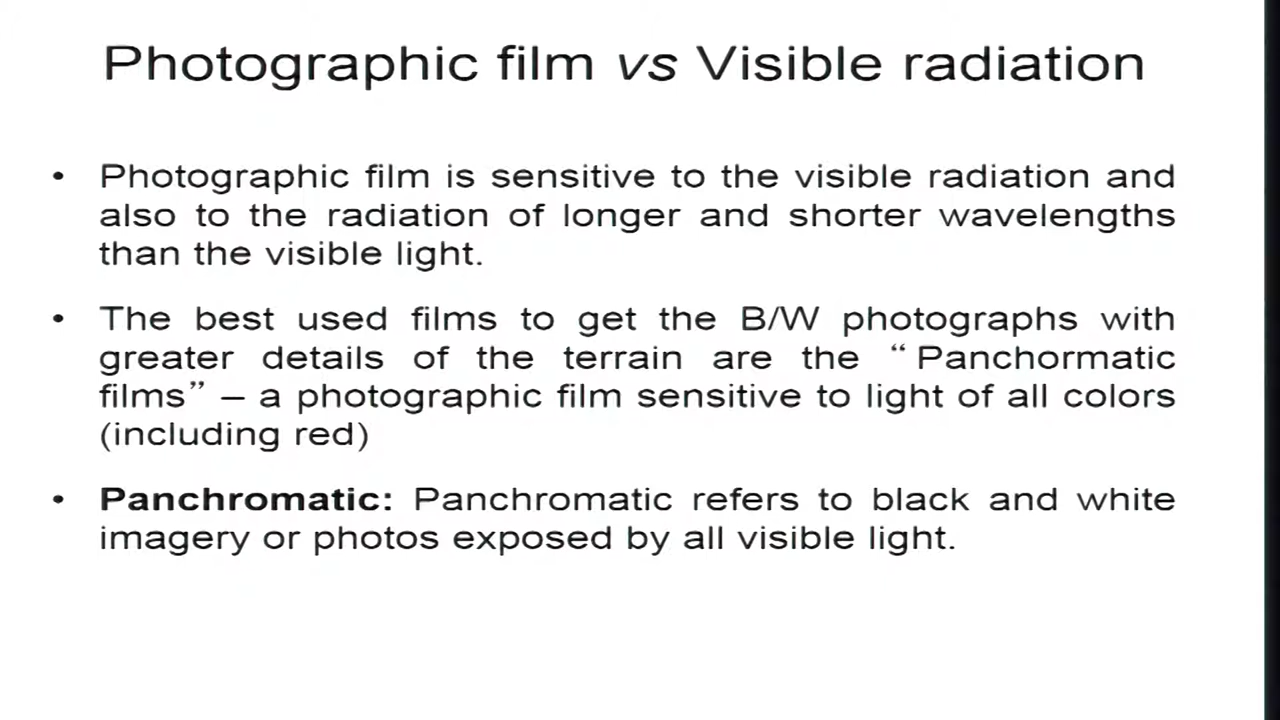 Photographic film vs Visible radiation
• Photographic film is sensitive to the visible radiation and
also to the radiation of longer and shorter wavelengths
than the visible light.
• The best used films to get the B/W photographs with
greater details of the terrain are the “Panchormatic
films” – a photographic film sensitive to light of all colors
(including red)
• Panchromatic: Panchromatic refers to black and white
imagery or photos exposed by all visible light.